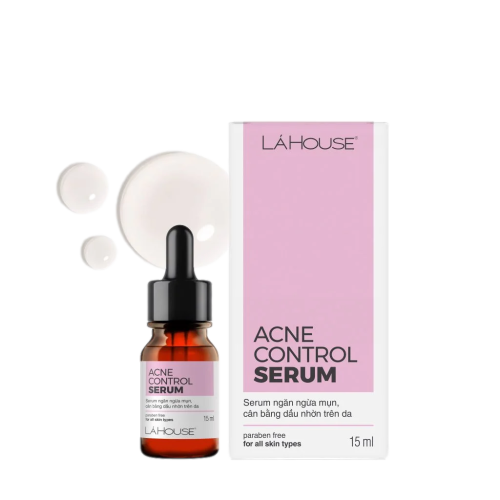 LÁHOUSE®
ACNE
CONTROL
SERUM
Serum ngăn ngừa mụn,
cân bằng dầu nhờn trên da
paraben free
for all skin types
15 ml
ACNE
CONTROL
SERUM
Serum ngăn ngừa mụn,
cân bằng dầu nhờn trên da
paraben free
for all skin types
15 ml
LÁHOUSE®